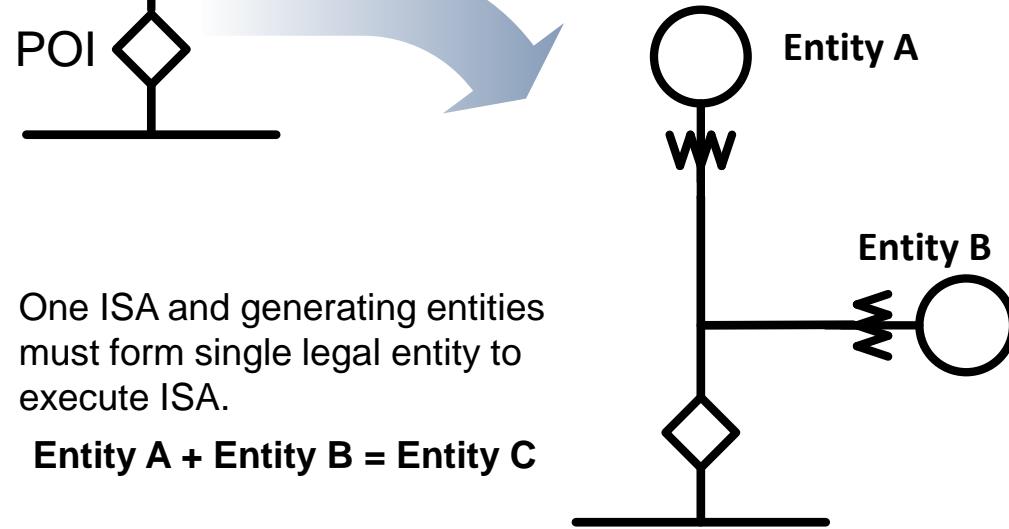 POI
Entity A
Entity B
One ISA and generating entities
must form single legal entity to
execute ISA.
Entity A + Entity B = Entity C